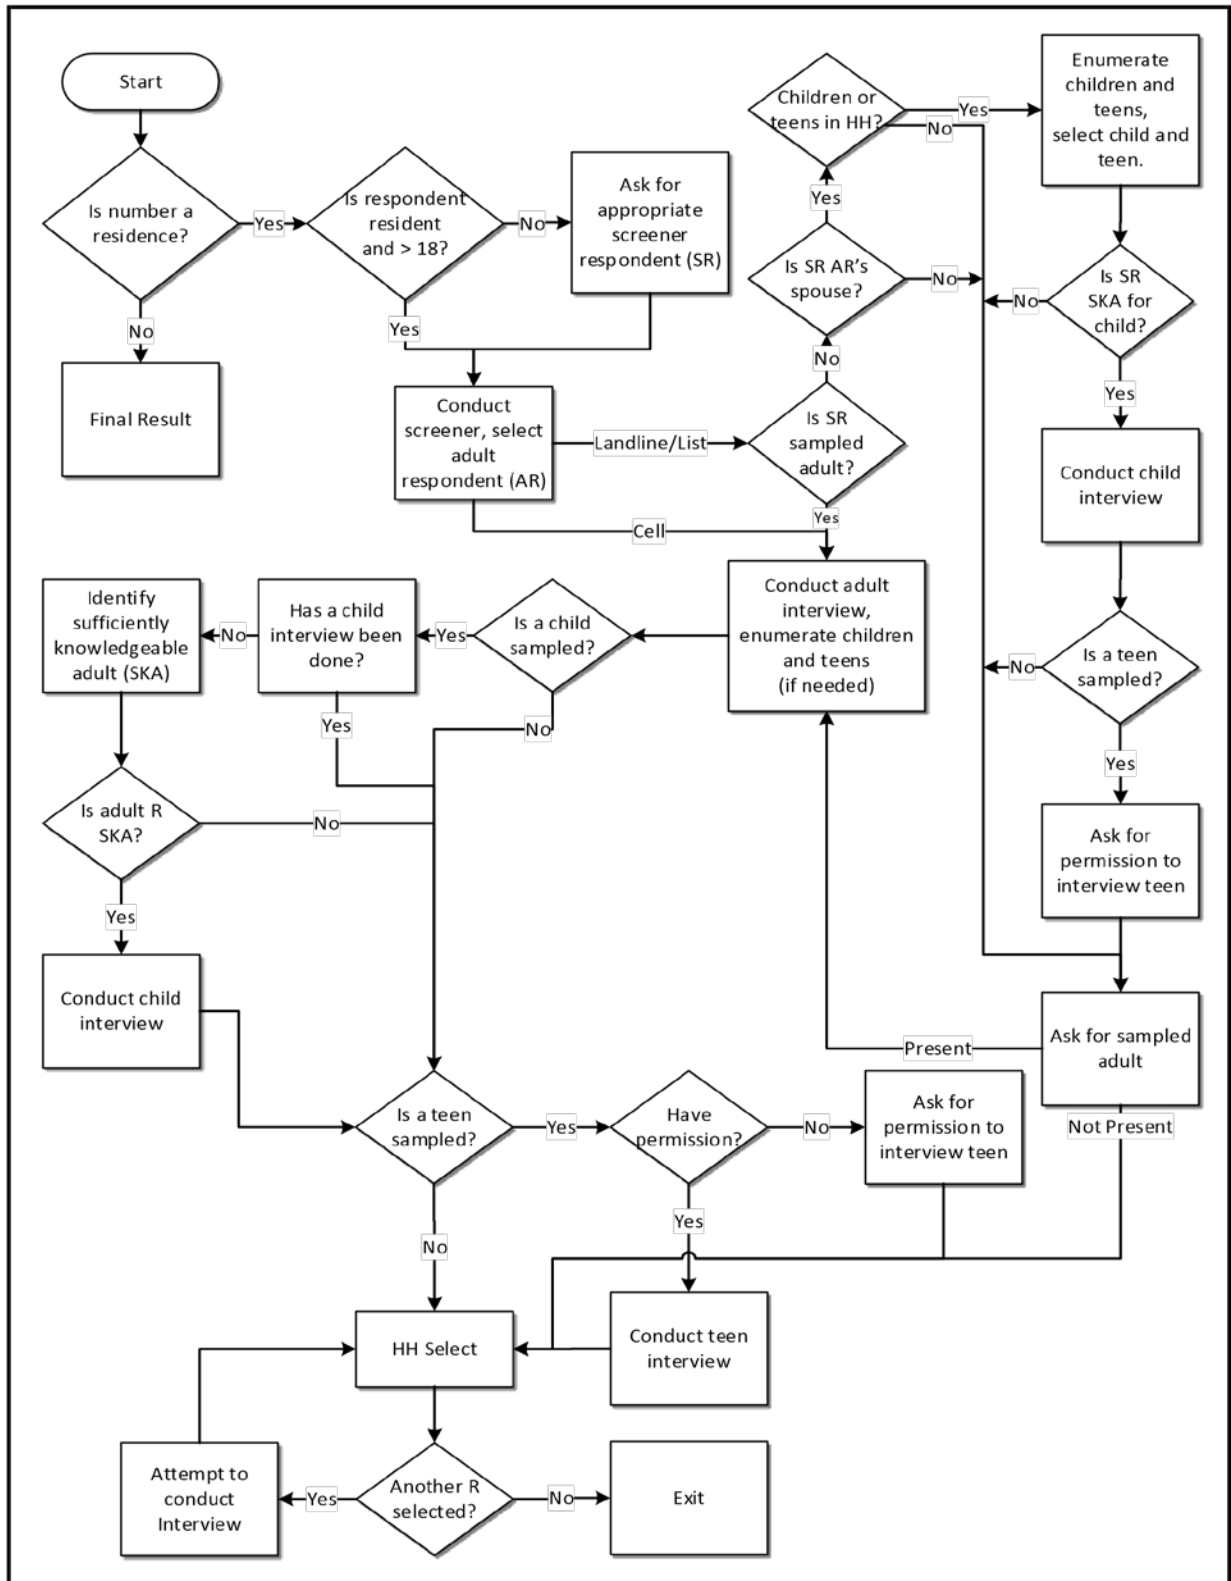 Start
Is number a
residence?
Yes
No
Final Result
Is respondent
resident
and > 18?
No
Yes
Ask for
appropriate
screener
respondent (SR)
Conduct
screener, select
adult
respondent (AR)
Landline/List
Cell
Is SR
sampled
adult?
No
Yes
Is SR AR's
spouse?
Yes
No
Children or
teens in HH?
Yes
No
Enumerate
children and
teens,
select child and
teen.
Is SR
SKA for
child?
No
Yes
Conduct child
interview
Is a teen
sampled?
No
Yes
Ask for
permission to
interview teen
Ask for sampled
adult
Present
Not Present
Conduct adult
interview,
enumerate children
and teens
(if needed)
Is a child
sampled?
Yes
No
Has a child
interview been
done?
No
Yes
Identify
sufficiently
knowledgeable
adult (SKA)
Is adult R
SKA?
No
Yes
Conduct child
interview
Is a teen
sampled?
Yes
No
Have
permission?
No
Yes
Ask for
permission to
interview teen
Conduct teen
interview
HH Select
Another R
selected?
Yes
No
Attempt to
conduct
Interview
Exit